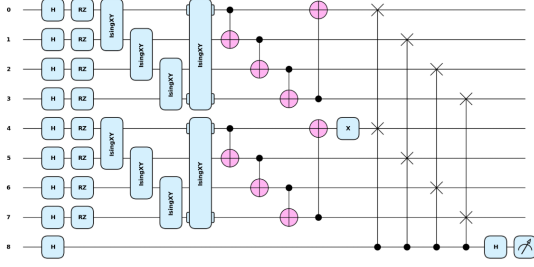 0 H RZ IsingXY IsingXY
1 H RZ IsingXY
2 H RZ IsingXY
3 H RZ
4 H RZ IsingXY IsingXY X
5 H RZ IsingXY
6 H RZ IsingXY
7 H RZ
8 H H